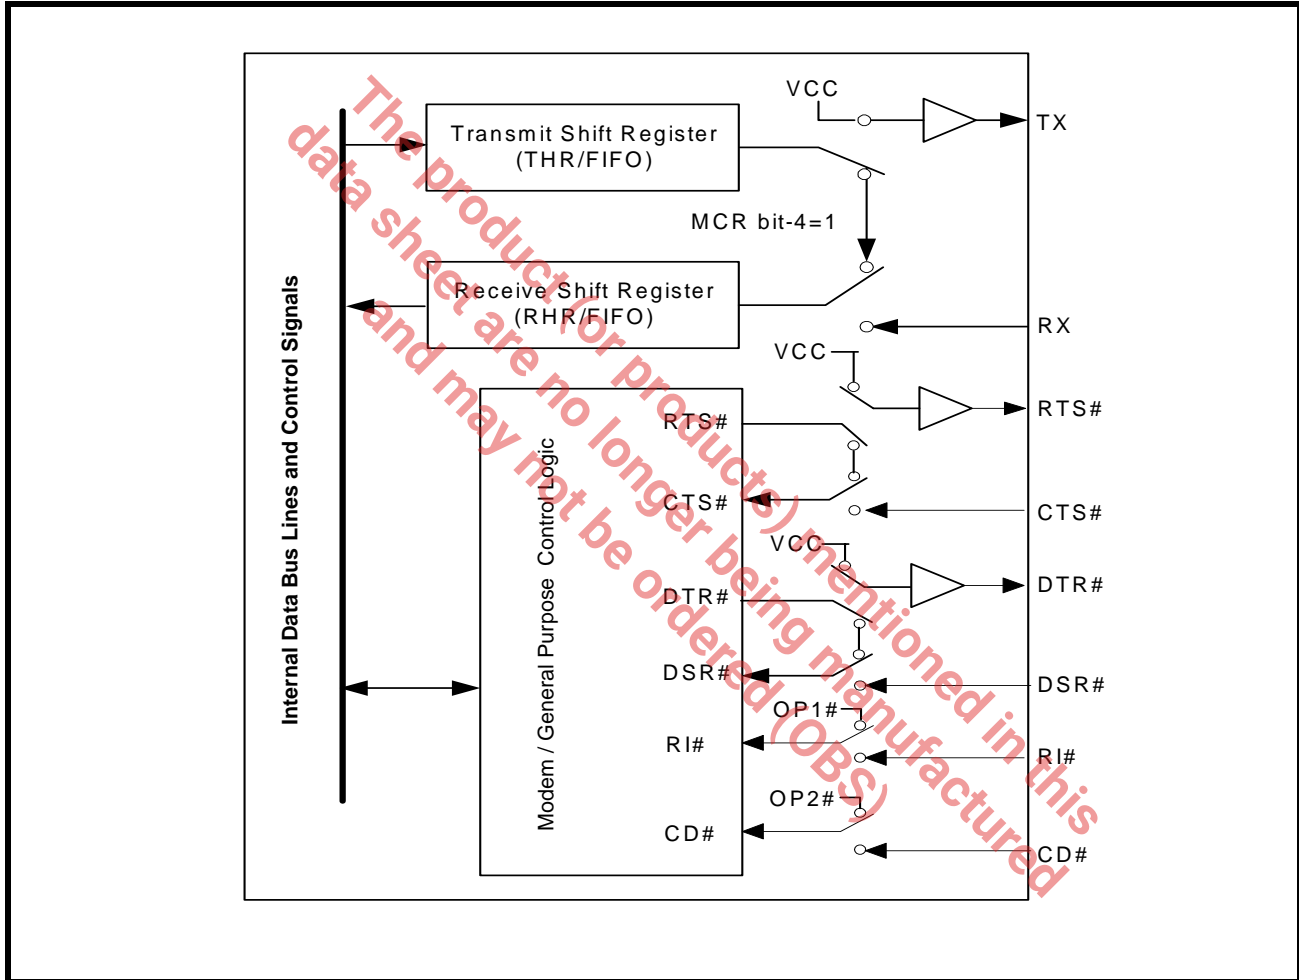 VCC
TX
Transmit Shift Register
(THR/FIFO)
MCR bit-4=1
Receive Shift Register
(RHR/FIFO)
RX
VCC
RTS#
RTS#
CTS#
CTS#
VCC
DTR#
DTR#
DSR#
DSR#
OP1#
RI#
RI#
OP2#
CD#
CD#
Internal Data Bus Lines and Control Signals
Modem / General Purpose Control Logic
The product (or products) mentioned in this
data sheet are no longer being manufactured
and may not be ordered (OBS)